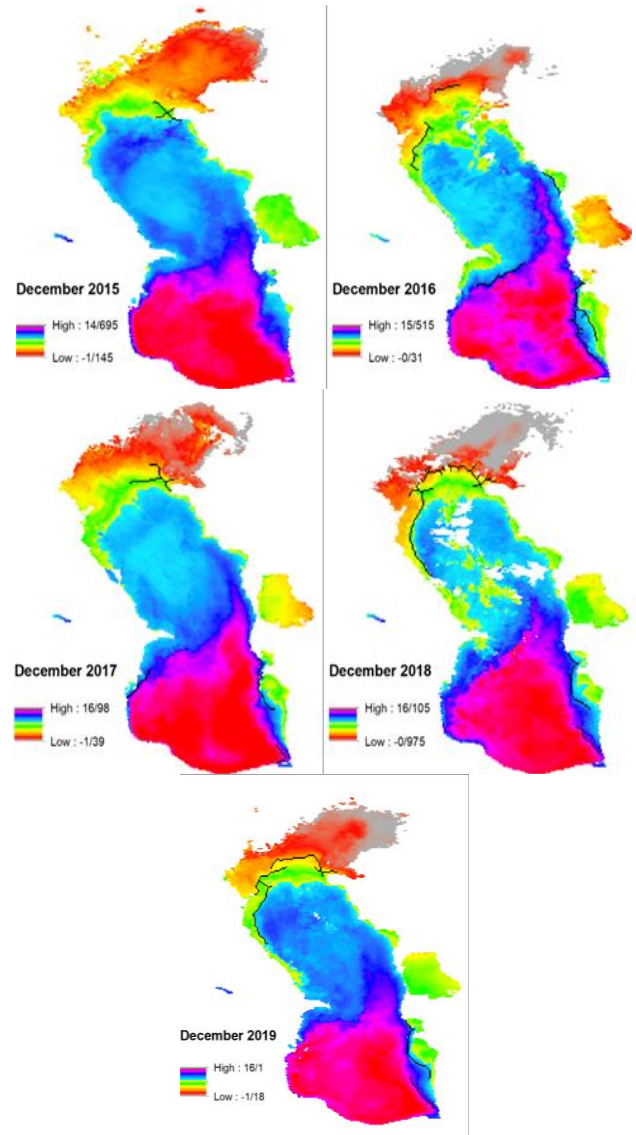 December 2015
High : 14/695
Low : -1/145
December 2016
High : 15/515
Low : -0/31
December 2017
High : 16/98
Low : -1/39
December 2018
High : 16/105
Low : -0/975
December 2019
High : 16/1
Low : -1/18